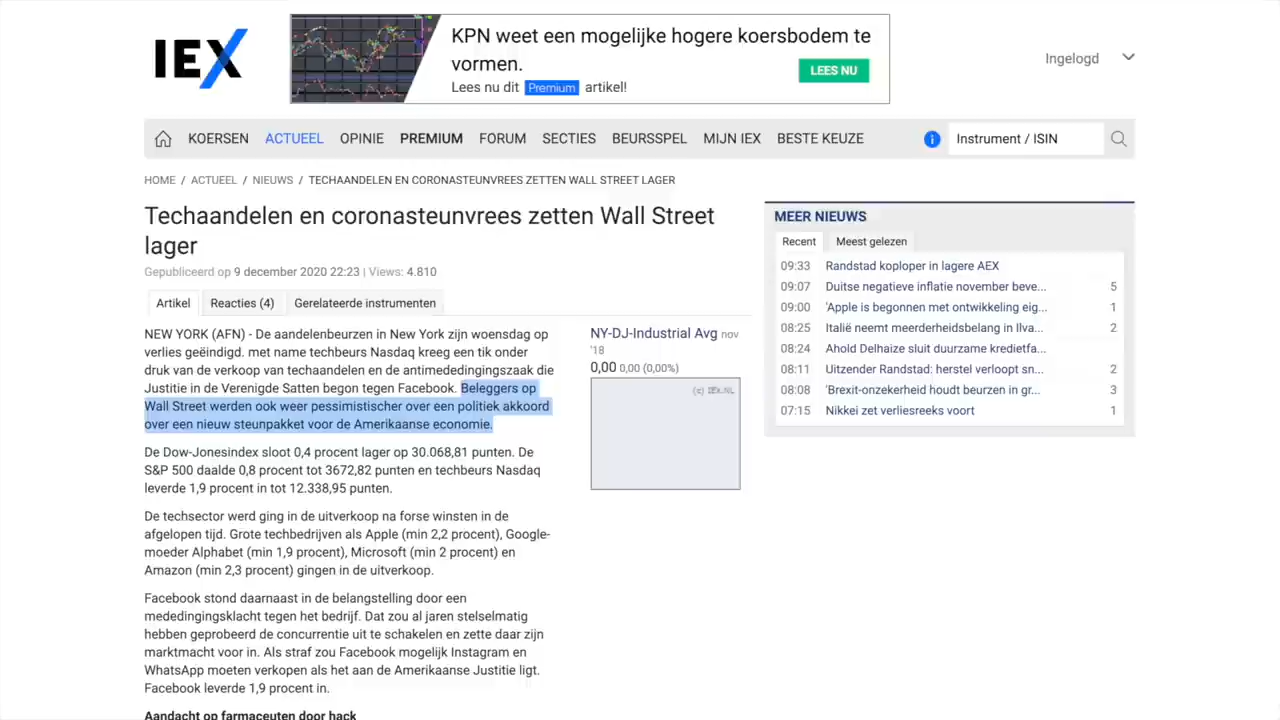 IEX
KPN weet een mogelijke hogere koersbodem te
vormen.
LEES NU
Lees nu dit Premium artikel!
Ingelogd
KOERSEN ACTUEEL OPINIE PREMIUM FORUM SECTIES BEURSSPEL MIJN IEX BESTE KEUZE
i
Instrument / ISIN
HOME / ACTUEEL / NIEUWS / TECHAANDELEN EN CORONASTEUNVREES ZETTEN WALL STREET LAGER
Techaandelen en coronasteunvrees zetten Wall Street
lager
Gepubliceerd op 9 december 2020 22:23 | Views: 4.810
Artikel Reacties (4) Gerelateerde instrumenten
NEW YORK (AFN) - De aandelenbeurzen in New York zijn woensdag op
verlies geëindigd. met name techbeurs Nasdaq kreeg een tik onder
druk van de verkoop van techaandelen en de antimededingingszaak die
Justitie in de Verenigde Satten begon tegen Facebook. Beleggers op
Wall Street werden ook weer pessimistischer over een politiek akkoord
over een nieuw steunpakket voor de Amerikaanse economie.
De Dow-Jonesindex sloot 0,4 procent lager op 30.068,81 punten. De
S&P 500 daalde 0,8 procent tot 3672,82 punten en techbeurs Nasdaq
leverde 1,9 procent in tot 12.338,95 punten.
De techsector werd ging in de uitverkoop na forse winsten in de
afgelopen tijd. Grote techbedrijven als Apple (min 2,2 procent), Google-
moeder Alphabet (min 1,9 procent), Microsoft (min 2 procent) en
Amazon (min 2,3 procent) gingen in de uitverkoop.
Facebook stond daarnaast in de belangstelling door een
mededingingsklacht tegen het bedrijf. Dat zou al jaren stelselmatig
hebben geprobeerd de concurrentie uit te schakelen en zette daar zijn
marktmacht voor in. Als straf zou Facebook mogelijk Instagram en
WhatsApp moeten verkopen als het aan de Amerikaanse Justitie ligt.
Facebook leverde 1,9 procent in.
Aandacht op farmaceuten door hack
NY-DJ-Industrial Avg nov
'18
0,00 0,00 (0,00%)
(c) IEX.NL
MEER NIEUWS
Recent Meest gelezen
09:33 Randstad koploper in lagere AEX
09:07 Duitse negatieve inflatie november beve... 5
09:00 'Apple is begonnen met ontwikkeling eig... 1
08:25 Italië neemt meerderheidsbelang in Ilva... 2
08:24 Ahold Delhaize sluit duurzame kredietfa...
08:11 Uitzender Randstad: herstel verloopt sn... 2
08:08 'Brexit-onzekerheid houdt beurzen in gr... 3
07:15 Nikkei zet verliesreeks voort 1